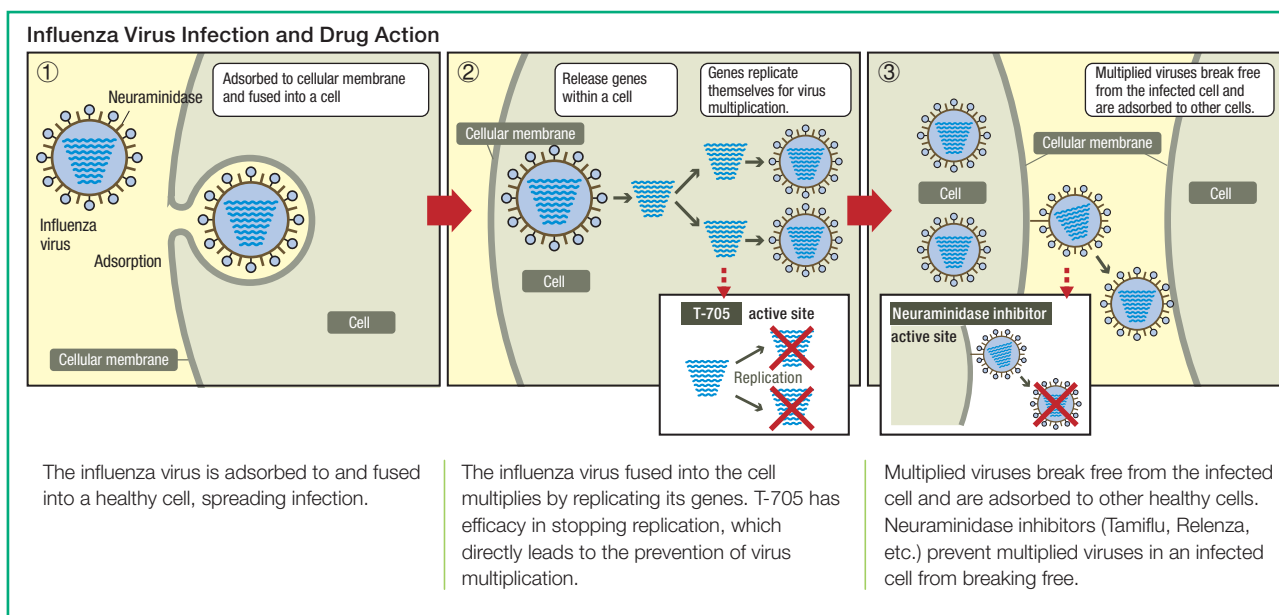 Influenza Virus Infection and Drug Action
①
Neuraminidase
Adsorbed to cellular membrane
and fused into a cell
Influenza
virus
Adsorption
Cell
Cellular membrane
②
Release genes
within a cell
Genes replicate
themselves for virus
multiplication.
Cellular membrane
Cell
T-705 active site
Replication
③
Multiplied viruses break free
from the infected cell and
are adsorbed to other cells.
Cellular membrane
Cell
Cell
Neuraminidase inhibitor
active site
The influenza virus is adsorbed to and fused
into a healthy cell, spreading infection.
The influenza virus fused into the cell
multiplies by replicating its genes. T-705 has
efficacy in stopping replication, which
directly leads to the prevention of virus
multiplication.
Multiplied viruses break free from the infected
cell and are adsorbed to other healthy cells.
Neuraminidase inhibitors (Tamiflu, Relenza,
etc.) prevent multiplied viruses in an infected
cell from breaking free.